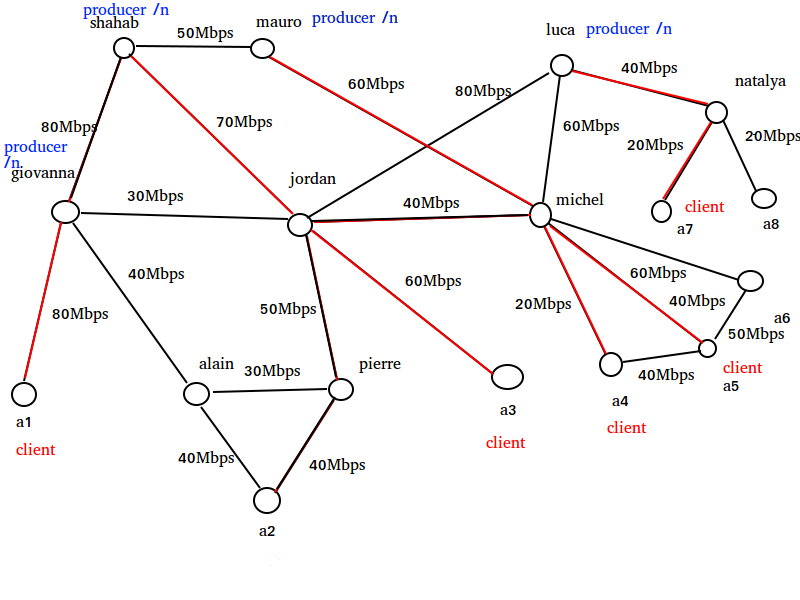 producer /n
shahab
50Mbps
mauro
producer /n
luca
producer /n
40Mbps
natalya
60Mbps
80Mbps
80Mbps
70Mbps
60Mbps
20Mbps
20Mbps
producer
/n.
giovanna
jordan
30Mbps
40Mbps
michel
client
a7
a8
40Mbps
60Mbps
60Mbps
40Mbps
50Mbps
20Mbps
80Mbps
a6
50Mbps
alain
30Mbps
pierre
40Mbps
client
a5
a1
client
a3
client
a4
client
40Mbps
40Mbps
a2